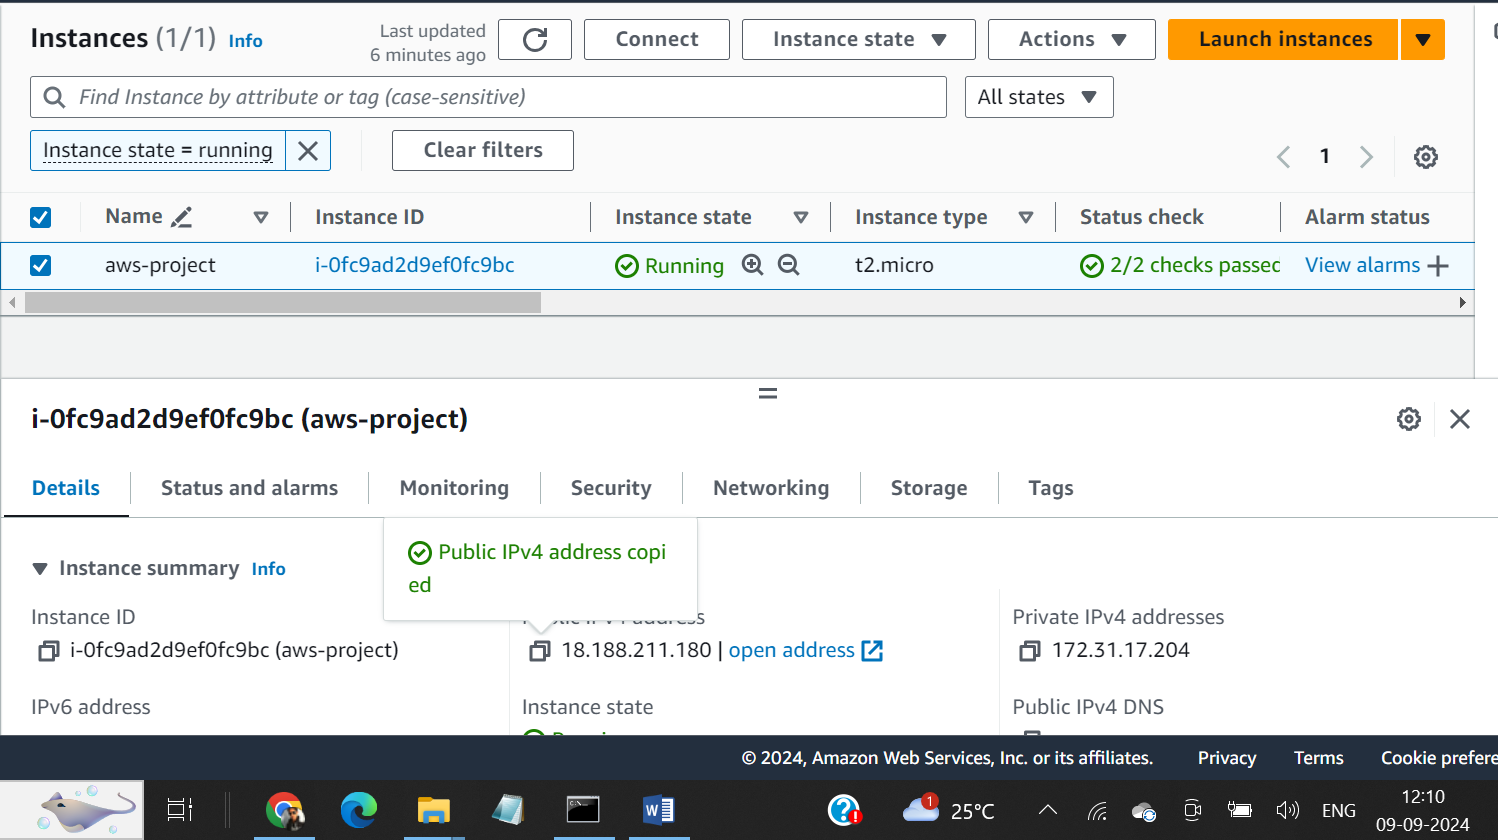 Instances (1/1) Info
Last updated
6 minutes ago
Connect
Instance state
Actions
Launch instances
Find Instance by attribute or tag (case-sensitive)
All states
Instance state = running
Clear filters
1
Name
Instance ID
Instance state
Instance type
Status check
Alarm status
aws-project
i-0fc9ad2d9ef0fc9bc
Running
t2.micro
2/2 checks passed
View alarms
i-0fc9ad2d9ef0fc9bc (aws-project)
Details
Status and alarms
Monitoring
Security
Networking
Storage
Tags
Public IPv4 address copi
ed
Instance summary Info
Instance ID
i-0fc9ad2d9ef0fc9bc (aws-project)
Public IPv4 address
18.188.211.180 | open address
Private IPv4 addresses
172.31.17.204
IPv6 address
Instance state
Public IPv4 DNS
© 2024, Amazon Web Services, Inc. or its affiliates.
Privacy
Terms
Cookie prefere
1
25°C
ENG
12:10
09-09-2024